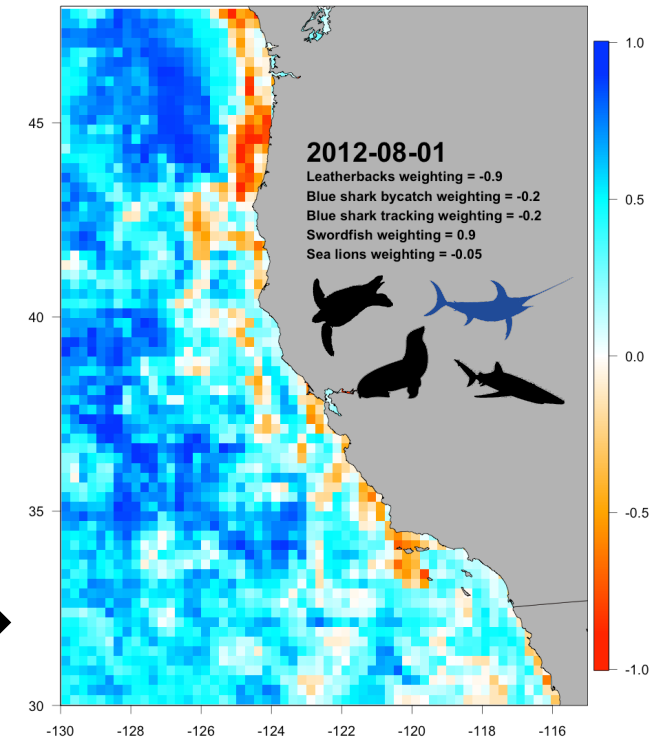 2012-08-01
Leatherbacks weighting = -0.9
Blue shark bycatch weighting = -0.2
Blue shark tracking weighting = -0.2
Swordfish weighting = 0.9
Sea lions weighting = -0.05
45
40
35
30
-130 -128 -126 -124 -122 -120 -118 -116
1.0
0.5
0.0
-0.5
-1.0